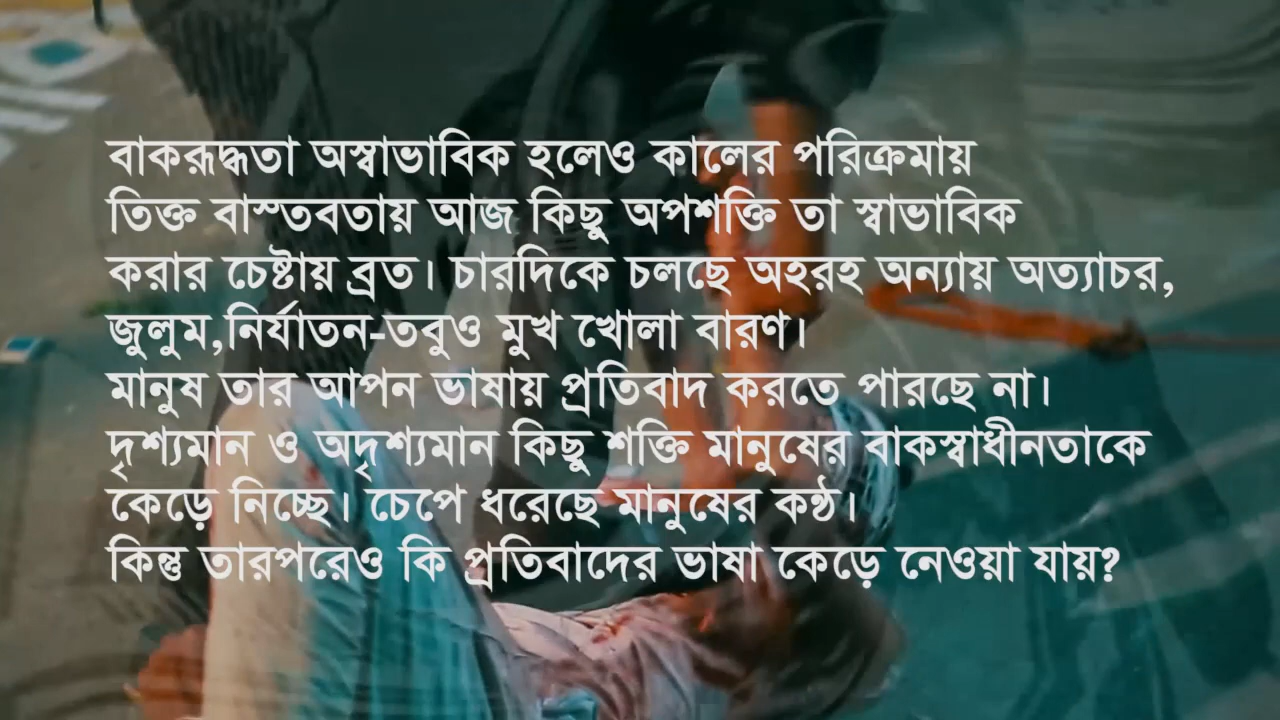 বাকরূদ্ধতা অস্বাভাবিক হলেও কালের পরিক্রমায়
তিক্ত বাস্তবতায় আজ কিছু অপশক্তি তা স্বাভাবিক
করার চেষ্টায় ব্রত। চারদিকে চলছে অহরহ অন্যায় অত্যাচর,
জুলুম,নির্যাতন-তবুও মুখ খোলা বারণ।
মানুষ তার আপন ভাষায় প্রতিবাদ করতে পারছে না।
দৃশ্যমান ও অদৃশ্যমান কিছু শক্তি মানুষের বাকস্বাধীনতাকে
কেড়ে নিচ্ছে। চেপে ধরেছে মানুষের কন্ঠ।
কিন্তু তারপরেও কি প্রতিবাদের ভাষা কেড়ে নেওয়া যায়?